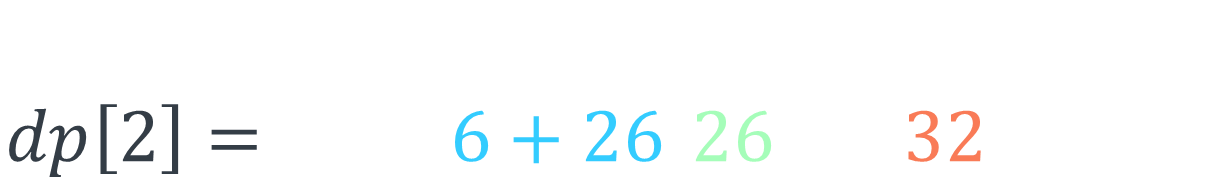 dp[2] = 6 + 26 26 32